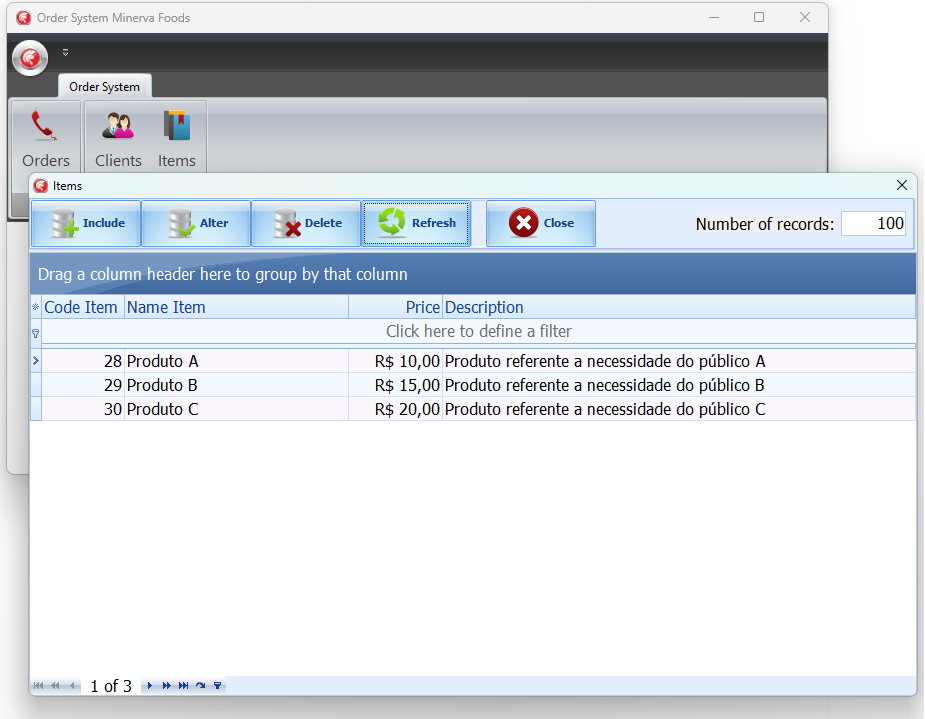 Order System Minerva Foods
Order System
Orders
Clients
Items
Items
Include
Alter
Delete
Refresh
Close
Number of records: 100
Drag a column header here to group by that column
Code Item Name Item Price Description
Click here to define a filter
28 Produto A R$ 10,00 Produto referente a necessidade do público A
29 Produto B R$ 15,00 Produto referente a necessidade do público B
30 Produto C R$ 20,00 Produto referente a necessidade do público C
1 of 3